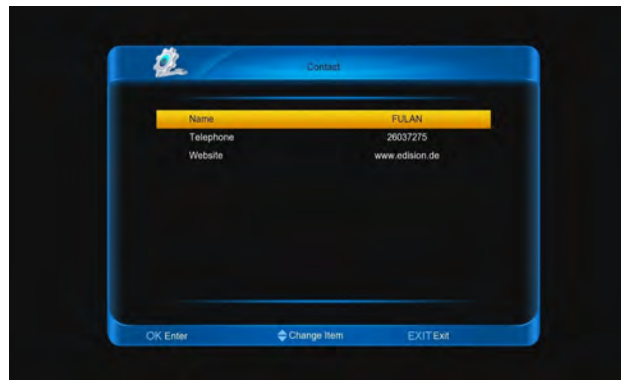 Contact
Name FULAN
Telephone 26037275
Website www.edision.de
OK Enter Change Item EXIT Exit